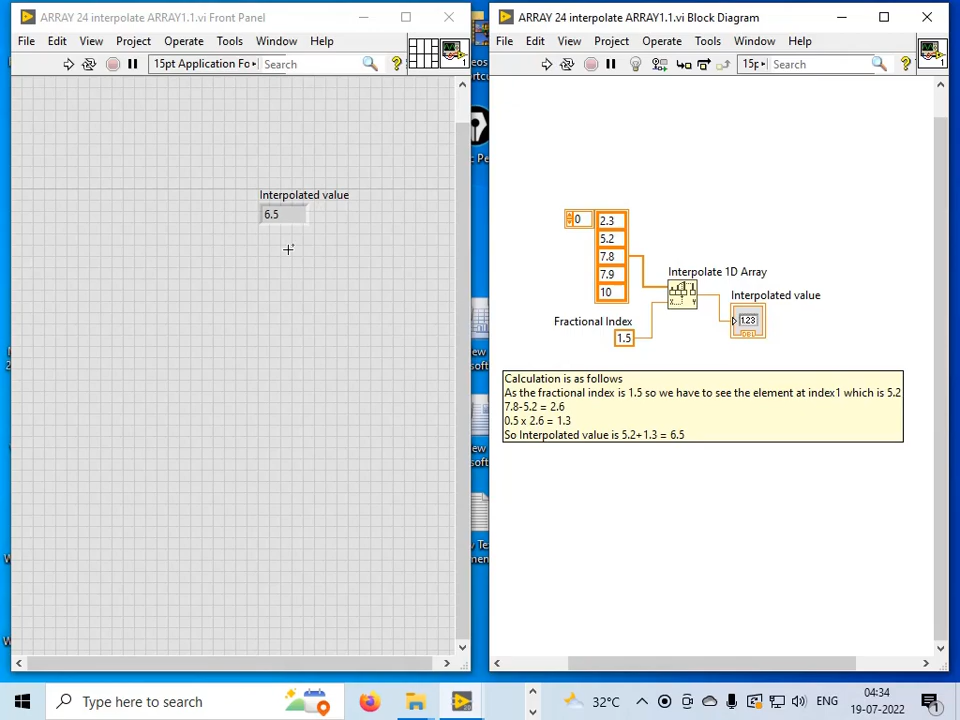 ARRAY 24 interpolate ARRAY1.1.vi Front Panel
File Edit View Project Operate Tools Window Help
15pt Application Fo
Search
Interpolated value
6.5
ARRAY 24 interpolate ARRAY1.1.vi Block Diagram
File Edit View Project Operate Tools Window Help
15p
Search
0
2.3
5.2
7.8
7.9
10
Interpolate 1D Array
Interpolated value
1.23
DBL
Fractional Index
1.5
Calculation is as follows
As the fractional index is 1.5 so we have to see the element at index1 which is 5.2
7.8-5.2 = 2.6
0.5 x 2.6 = 1.3
So Interpolated value is 5.2+1.3 = 6.5
Type here to search
32°C
ENG
04:34
19-07-2022